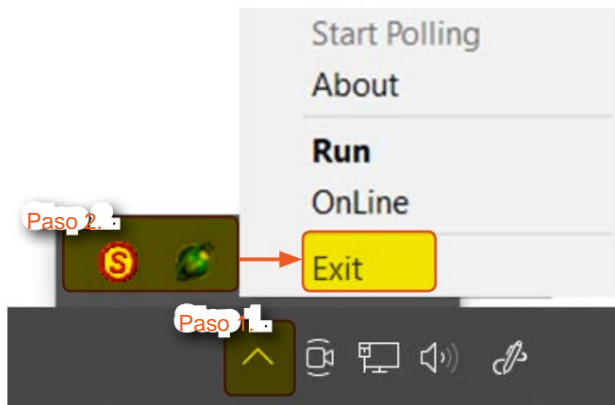 Start Polling
About
Run
OnLine
Paso 2.
S
Exit
Paso 1.